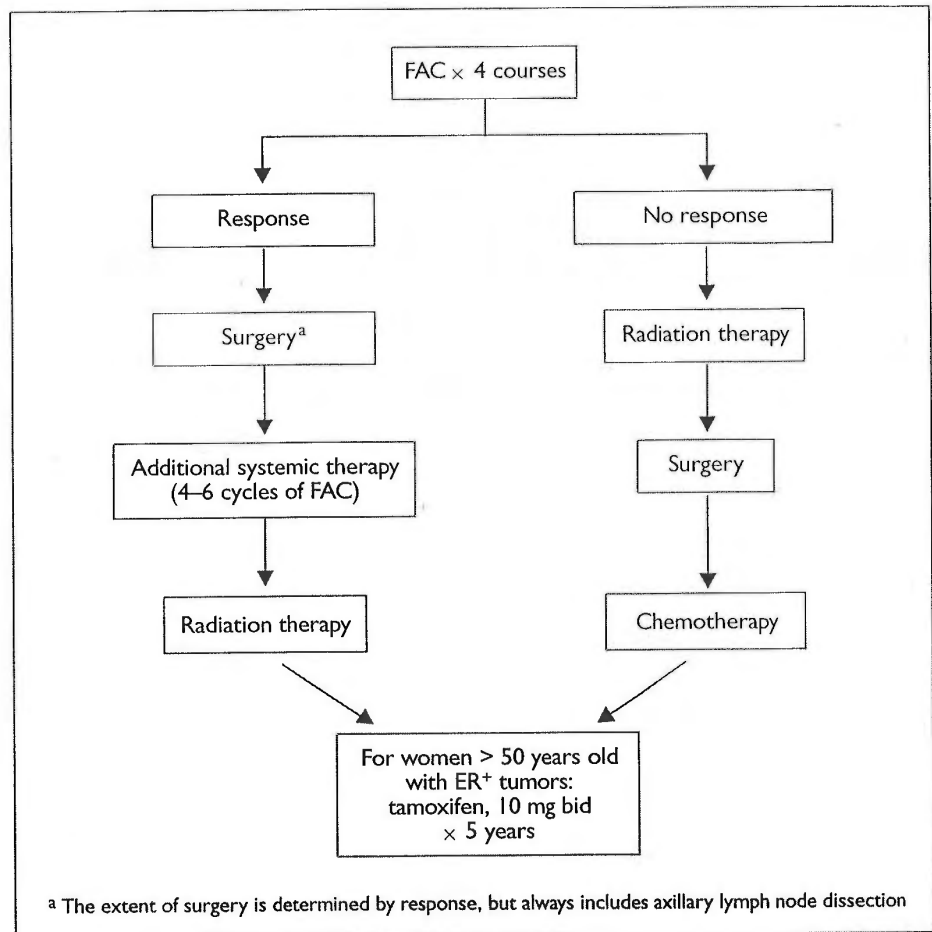 FAC × 4 courses
Response
No response
Surgery a
Radiation therapy
Additional systemic therapy
(4–6 cycles of FAC)
Surgery
Radiation therapy
Chemotherapy
For women > 50 years old
with ER+ tumors:
tamoxifen, 10 mg bid
× 5 years
a The extent of surgery is determined by response, but always includes axillary lymph node dissection